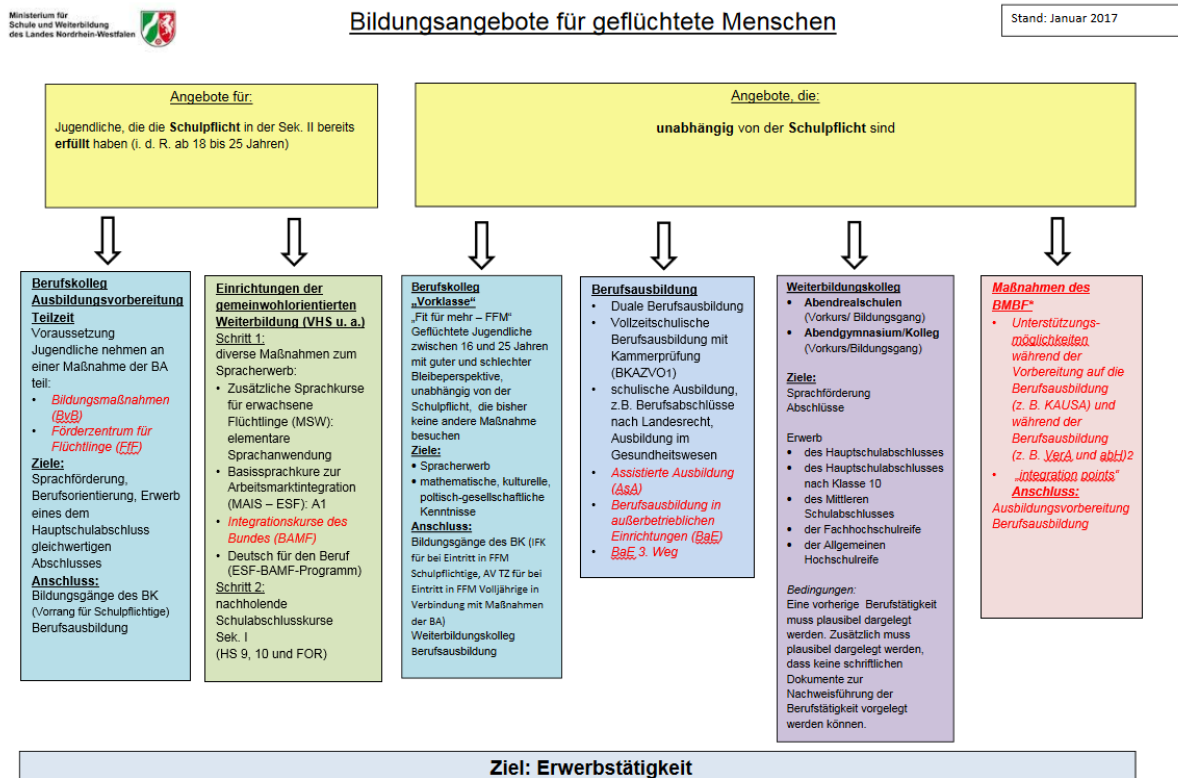 Ministerium für
Schule und Weiterbildung
des Landes Nordrhein-Westfalen
Bildungsangebote für geflüchtete Menschen
Stand: Januar 2017
Angebote für:
Jugendliche, die die Schulpflicht in der Sek. II bereits
erfüllt haben (i. d. R. ab 18 bis 25 Jahren)
Angebote, die:
unabhängig von der Schulpflicht sind
Berufskolleg
Ausbildungsvorbereitung
Teilzeit
Voraussetzung
Jugendliche nehmen an
einer Maßnahme der BA
teil:
• Bildungsmaßnahmen
(BvB)
• Förderzentrum für
Flüchtlinge (FfF)
Ziele:
Sprachförderung,
Berufsorientierung, Erwerb
eines dem
Hauptschulabschluss
gleichwertigen
Abschlusses
Anschluss:
Bildungsgänge des BK
(Vorrang für Schulpflichtige)
Berufsausbildung
Einrichtungen der
gemeinwohlorientierten
Weiterbildung (VHS u. a.)
Schritt 1:
diverse Maßnahmen zum
Spracherwerb:
• Zusätzliche Sprachkurse
für erwachsene
Flüchtlinge (MSW):
elementare
Sprachanwendung
• Basissprachkurse zur
Arbeitsmarktintegration
(MAIS – ESF): A1
• Integrationskurse des
Bundes (BAMF)
• Deutsch für den Beruf
(ESF-BAMF-Programm)
Schritt 2:
nachholende
Schulabschlusskurse
Sek. I
(HS 9, 10 und FOR)
Berufskolleg
„Vorklasse“
„Fit für mehr – FFM“
Geflüchtete Jugendliche
zwischen 16 und 25 Jahren
mit guter und schlechter
Bleibeperspektive,
unabhängig von der
Schulpflicht, die bisher
keine andere Maßnahme
besuchen
Ziele:
• Spracherwerb
• mathematische, kulturelle,
poltisch-gesellschaftliche
Kenntnisse
Anschluss:
Bildungsgänge des BK (IFK
für bei Eintritt in FFM
Schulpflichtige, AV TZ für bei
Eintritt in FFM Volljährige in
Verbindung mit Maßnahmen
der BA)
Weiterbildungskolleg
Berufsausbildung
Berufsausbildung
• Duale Berufsausbildung
• Vollzeitschulische
Berufsausbildung mit
Kammerprüfung
(BKAZVO1)
• schulische Ausbildung,
z.B. Berufsabschlüsse
nach Landesrecht,
Ausbildung im
Gesundheitswesen
• Assistierte Ausbildung
(AsA)
• Berufsausbildung in
außerbetrieblichen
Einrichtungen (BaE)
• BaE 3. Weg
Weiterbildungskolleg
• Abendrealschulen
(Vorkurs/ Bildungsgang)
• Abendgymnasium/Kolleg
(Vorkurs/Bildungsgang)
Ziele:
Sprachförderung
Abschlüsse
Erwerb
• des Hauptschulabschlusses
• des Hauptschulabschlusses
nach Klasse 10
• des Mittleren
Schulabschlusses
• der Fachhochschulreife
• der Allgemeinen
Hochschulreife
Bedingungen:
Eine vorherige Berufstätigkeit
muss plausibel dargelegt
werden. Zusätzlich muss
plausibel dargelegt werden,
dass keine schriftlichen
Dokumente zur
Nachweisführung der
Berufstätigkeit vorgelegt
werden können.
Maßnahmen des
BMBF*
• Unterstützungs-
möglichkeiten
während der
Vorbereitung auf die
Berufsausbildung
(z. B. KAUSA) und
während der
Berufsausbildung
(z. B. VerA und abH)2
• „integration points“
Anschluss:
Ausbildungsvorbereitung
Berufsausbildung
Ziel: Erwerbstätigkeit